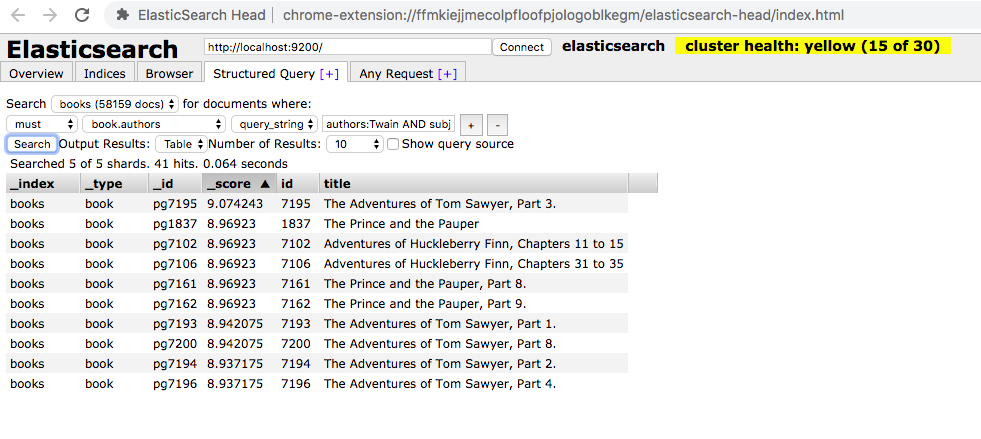 ElasticSearch Head | chrome-extension://ffmkiejjmecolpfloofpjologoblkegm/elasticsearch-head/index.html
Elasticsearch http://localhost:9200/ Connect elasticsearch cluster health: yellow (15 of 30)
Overview Indices Browser Structured Query [+] Any Request [+]
Search books (58159 docs) for documents where:
must book.authors query_string authors:Twain AND subj + -
Search Output Results: Table Number of Results: 10 Show query source
Searched 5 of 5 shards. 41 hits. 0.064 seconds
_index _type _id _score ▲ id title
books book pg7195 9.074243 7195 The Adventures of Tom Sawyer, Part 3.
books book pg1837 8.96923 1837 The Prince and the Pauper
books book pg7102 8.96923 7102 Adventures of Huckleberry Finn, Chapters 11 to 15
books book pg7106 8.96923 7106 Adventures of Huckleberry Finn, Chapters 31 to 35
books book pg7161 8.96923 7161 The Prince and the Pauper, Part 8.
books book pg7162 8.96923 7162 The Prince and the Pauper, Part 9.
books book pg7193 8.942075 7193 The Adventures of Tom Sawyer, Part 1.
books book pg7200 8.942075 7200 The Adventures of Tom Sawyer, Part 8.
books book pg7194 8.937175 7194 The Adventures of Tom Sawyer, Part 2.
books book pg7196 8.937175 7196 The Adventures of Tom Sawyer, Part 4.